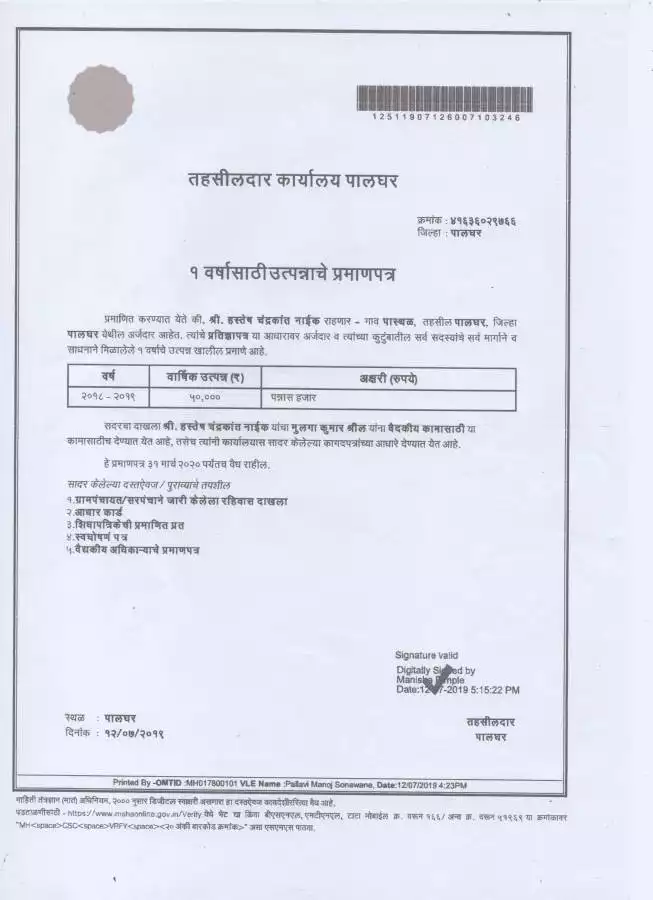 12511907126007103246
तहसीलदार कार्यालय पालघर
क्रमांक : ४१६३६०२९७६६
जिल्हा : पालघर
१ वर्षासाठी उत्पन्नाचे प्रमाणपत्र
प्रमाणित करण्यात येते की, श्री. हस्तेष चंद्रकांत नाईक राहणार – गाव पास्थळ, तहसील पालघर, जिल्हा
पालघर येथील अर्जदार आहेत. त्यांचे प्रतिज्ञापत्र या आधारावर अर्जदार व त्यांच्या कुटुंबातील सर्व सदस्यांचे सर्व मार्गाने व
साधनाने मिळालेले १ वर्षाचे उत्पन्न खालील प्रमाणे आहे.
वर्ष वार्षिक उत्पन्न (₹) अक्षरी (रुपये)
२०१८ - २०१९ ५०,००० पन्नास हजार
सदरचा दाखला श्री. हस्तेष चंद्रकांत नाईक यांचा मुलगा कुमार श्रील यांना वैदकीय कामासाठी या
कामासाठीच देण्यात येत आहे, तसेच त्यांनी कार्यालयास सादर केलेल्या कागदपत्रांच्या आधारे देण्यात येत आहे.
हे प्रमाणपत्र ३१ मार्च २०२० पर्यंतच वैध राहील.
सादर केलेल्या दस्तऐवज / पुराव्याचे तपशील
१.ग्रामपंचायत/सरपंचाने जारी केलेला रहिवास दाखला
२.आधार कार्ड
३.शिधापत्रिकेची प्रमाणित प्रत
४.स्वघोषणं पत्र
५.वैद्यकीय अधिकाऱ्याचे प्रमाणपत्र
Signature valid
Digitally Signed by
Manisha Pimple
Date:12-07-2019 5:15:22 PM
स्थळ : पालघर
दिनांक : १२/०७/२०१९
तहसीलदार
पालघर
Printed By -OMTID :MH017800101 VLE Name :Pallavi Manoj Sonawane, Date:12/07/2019 4:23PM
माहिती तंत्रज्ञान (मातं) अधिनियम, २००० नुसार डिजीटल स्वाक्षरी असणारा हा दस्तऐवज कायदेशीररित्या वैध आहे.
पडताळणीसाठी - https://www.mahaonline.gov.in/Verify येथे भेट द्या किंवा बीएसएनएल, एमटीएनएल, टाटा मोबाईल क्र. वरून १६६/ अन्य क्र. वरून ५१९६९ या क्रमांकावर
"MH<space>CSC<space>VRFY<space><२० अंकी बारकोड क्रमांक>" असा एसएमएस पाठवा.
१